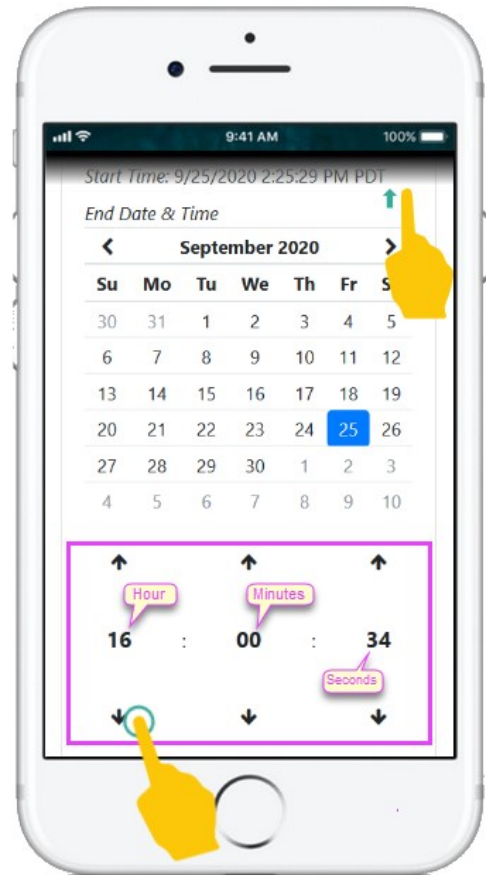 9:41 AM 100%
Start Time: 9/25/2020 2:25:29 PM PDT
End Date & Time
September 2020
Su Mo Tu We Th Fr
30 31 1 2 3 4 5
6 7 8 9 10 11 12
13 14 15 16 17 18 19
20 21 22 23 24 25 26
27 28 29 30 1 2 3
4 5 6 7 8 9 10
Hour Minutes
16 : 00 : 34
Seconds